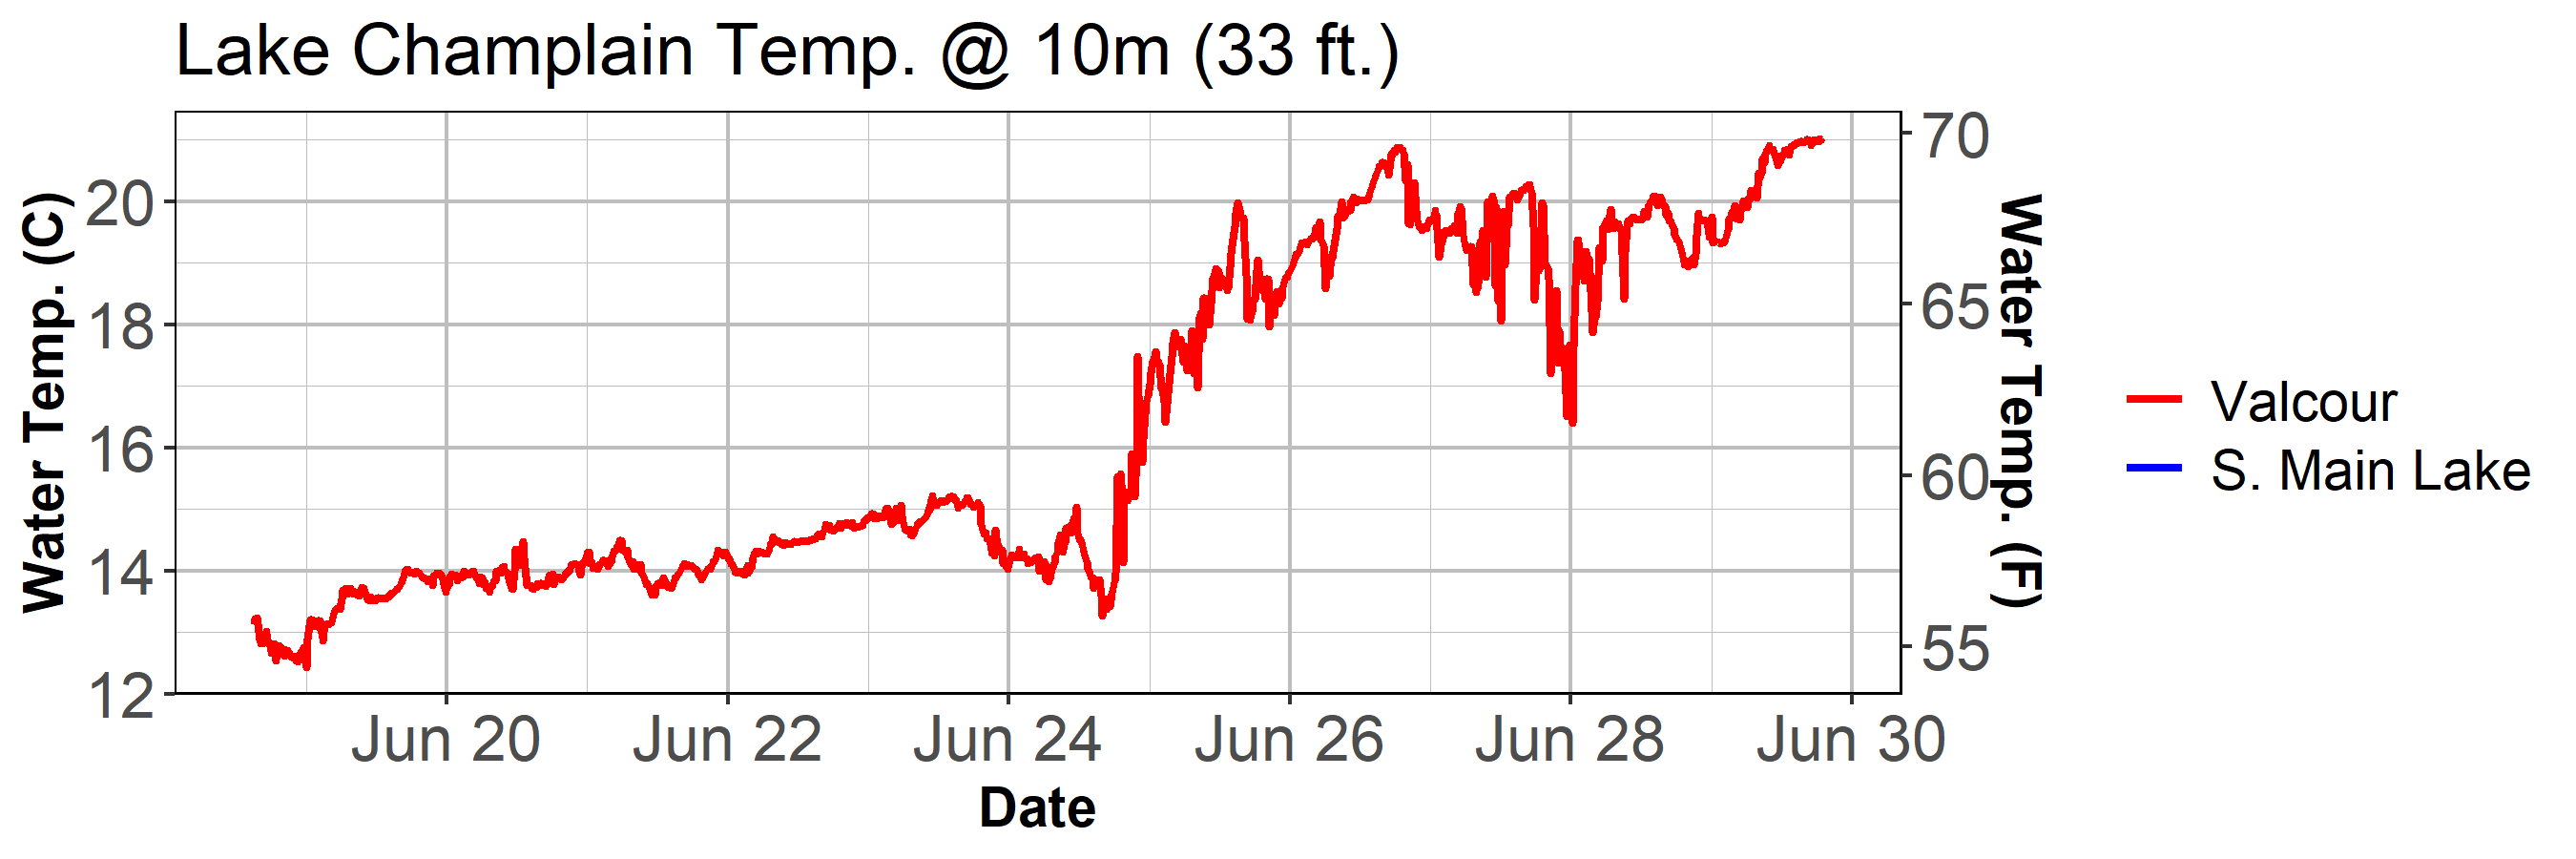 Lake Champlain Temp. @ 10m (33 ft.)
Water Temp. (C)
20
18
16
14
12
70
65
60
55
Water Temp. (F)
Jun 20
Jun 22
Jun 24
Jun 26
Jun 28
Jun 30
Date
Valcour
S. Main Lake